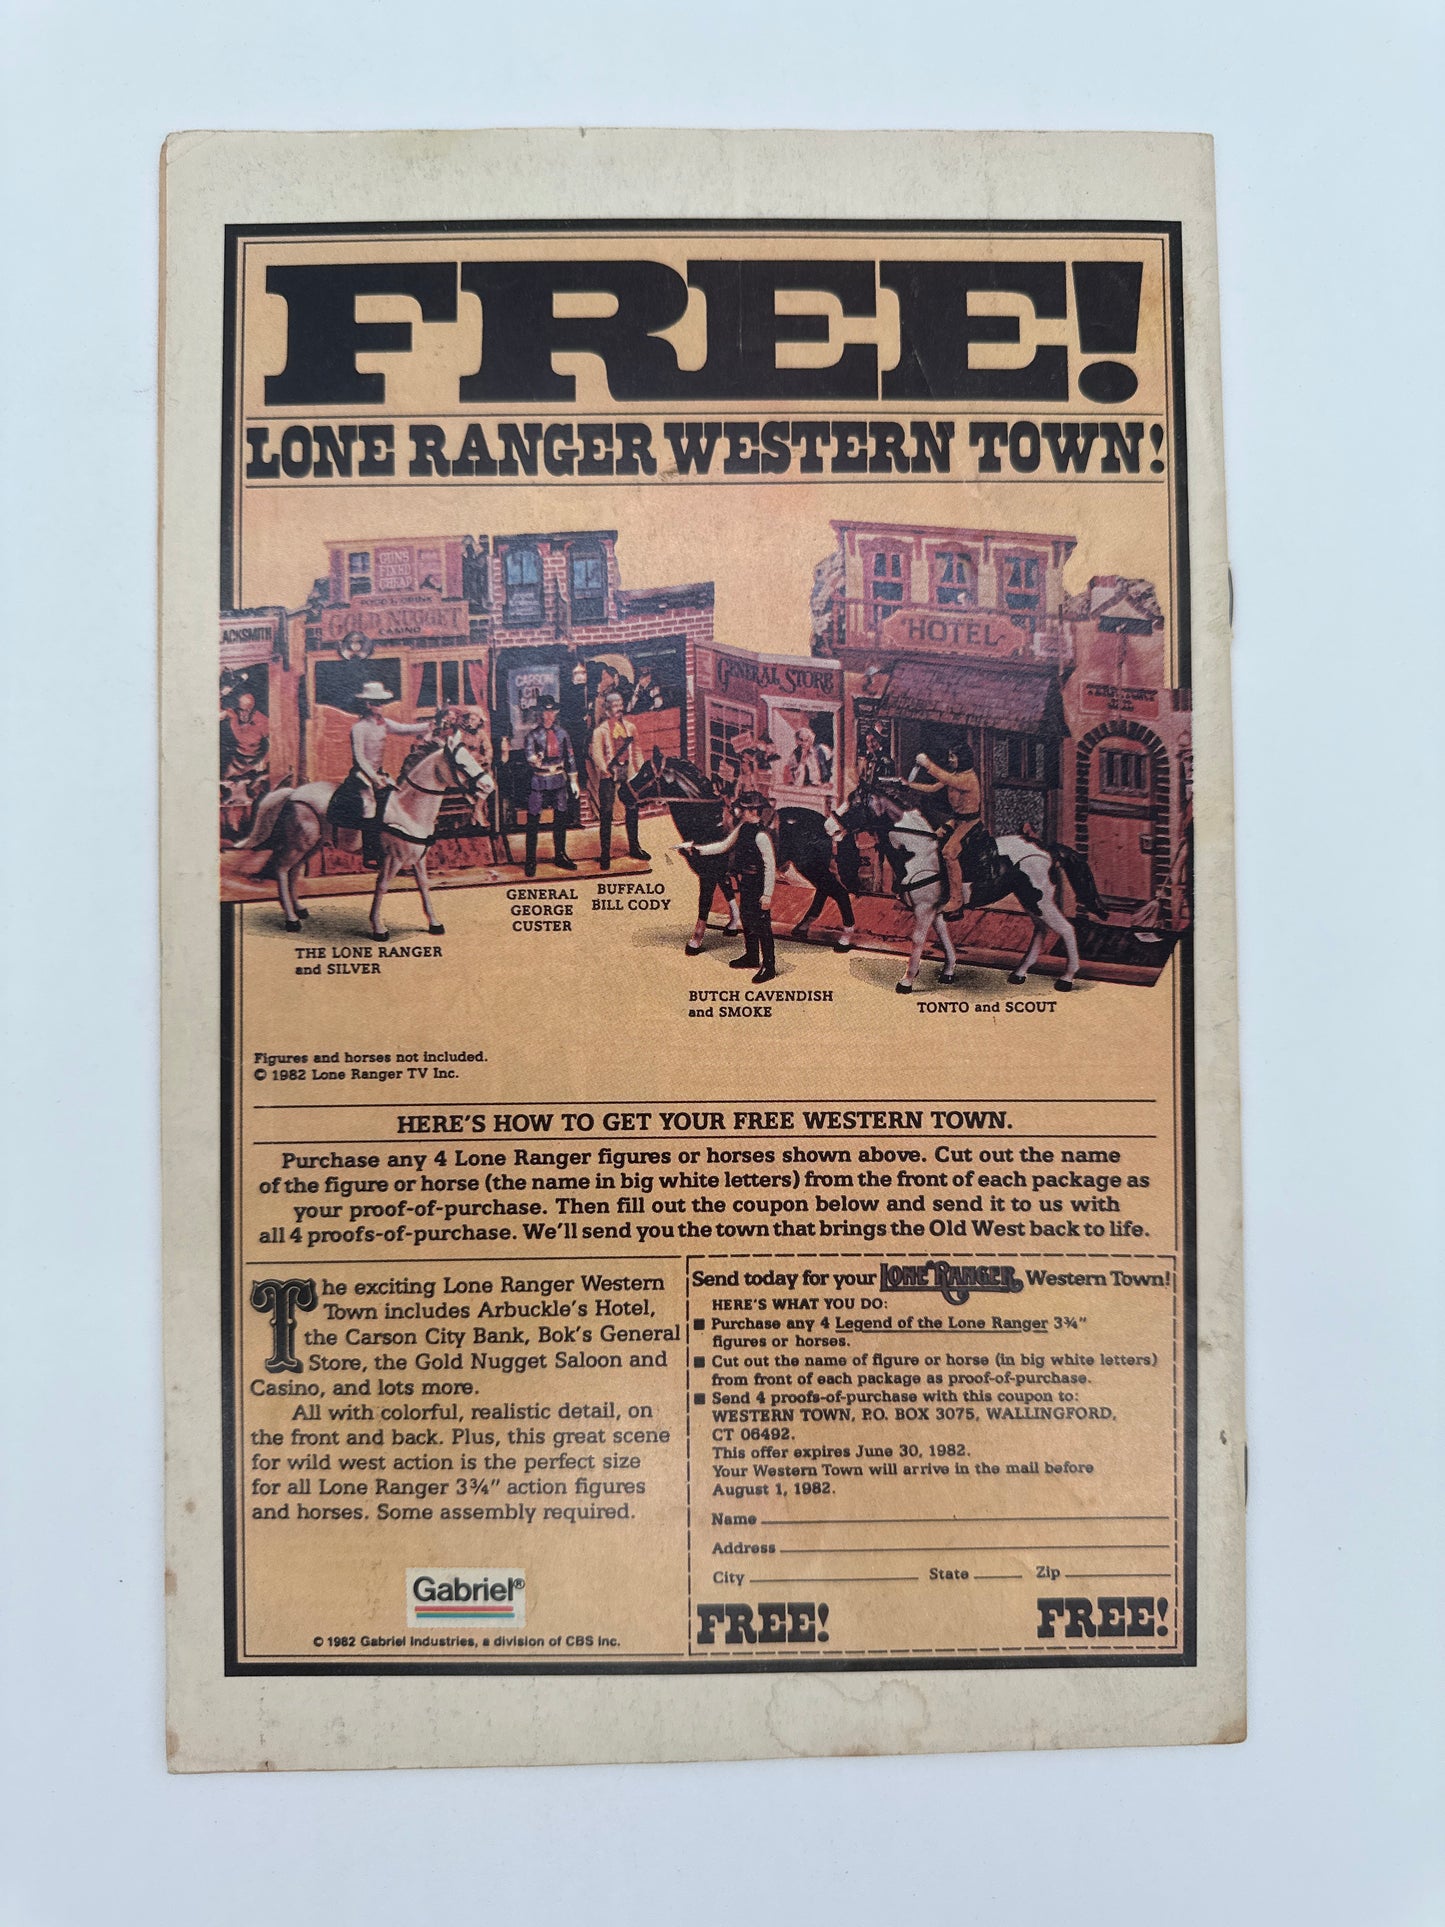 FREE!
LONE RANGER WESTERN TOWN!
GUNS
FIXED
CHEAP
GOLD NUGGET
CASINO
ACKSMITH
CARSON
GENERAL STORE
HOTEL
THE LONE RANGER
and SILVER
GENERAL
GEORGE
CUSTER
BUFFALO
BILL CODY
BUTCH CAVENDISH
and SMOKE
TONTO and SCOUT
Figures and horses not included.
© 1982 Lone Ranger TV Inc.
HERE'S HOW TO GET YOUR FREE WESTERN TOWN.
Purchase any 4 Lone Ranger figures or horses shown above. Cut out the name
of the figure or horse (the name in big white letters) from the front of each package as
your proof-of-purchase. Then fill out the coupon below and send it to us with
all 4 proofs-of-purchase. We'll send you the town that brings the Old West back to life.
The exciting Lone Ranger Western
Town includes Arbuckle's Hotel,
the Carson City Bank, Bok's General
Store, the Gold Nugget Saloon and
Casino, and lots more.
All with colorful, realistic detail, on
the front and back. Plus, this great scene
for wild west action is the perfect size
for all Lone Ranger 3¾" action figures
and horses. Some assembly required.
Gabriel®
© 1982 Gabriel Industries, a division of CBS Inc.
Send today for your LONE RANGER Western Town!
HERE'S WHAT YOU DO:
■ Purchase any 4 Legend of the Lone Ranger 3¾"
figures or horses.
■ Cut out the name of figure or horse (in big white letters)
from front of each package as proof-of-purchase.
■ Send 4 proofs-of-purchase with this coupon to:
WESTERN TOWN, P.O. BOX 3075, WALLINGFORD,
CT 06492.
This offer expires June 30, 1982.
Your Western Town will arrive in the mail before
August 1, 1982.
Name
Address
City State Zip
FREE! FREE!